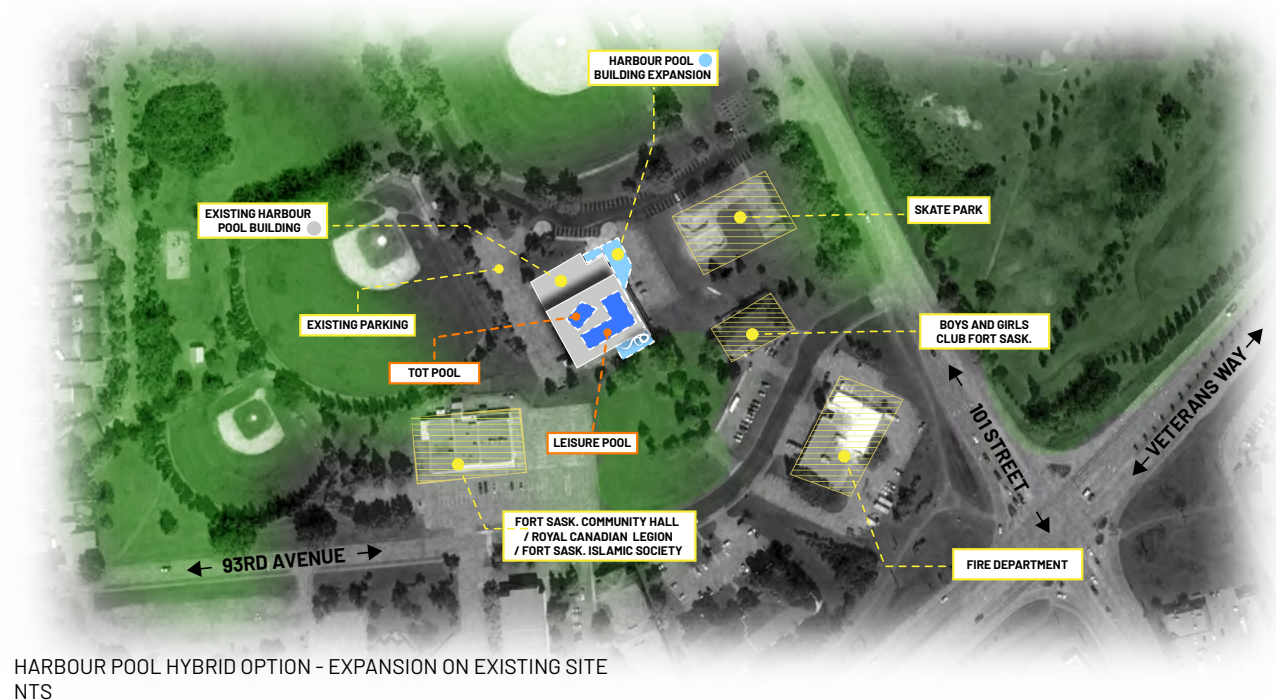 HARBOUR POOL
BUILDING EXPANSION
EXISTING HARBOUR
POOL BUILDING
SKATE PARK
EXISTING PARKING
BOYS AND GIRLS
CLUB FORT SASK.
TOT POOL
LEISURE POOL
101 STREET
VETERANS WAY
FORT SASK. COMMUNITY HALL
/ ROYAL CANADIAN LEGION
/ FORT SASK. ISLAMIC SOCIETY
93RD AVENUE
FIRE DEPARTMENT
HARBOUR POOL HYBRID OPTION - EXPANSION ON EXISTING SITE
NTS